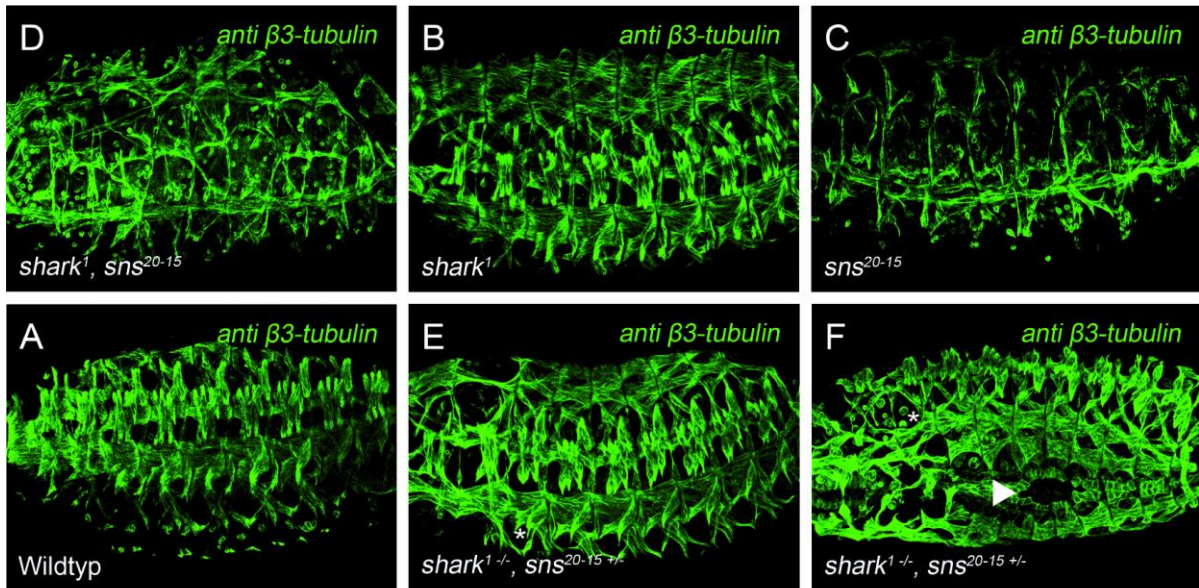 D anti β3-tubulin
shark¹, sns²⁰⁻¹⁵
B anti β3-tubulin
shark¹
C anti β3-tubulin
sns²⁰⁻¹⁵
A anti β3-tubulin
Wildtyp
E anti β3-tubulin
*
shark¹ ⁻/⁻, sns²⁰⁻¹⁵ ⁺/⁻
F anti β3-tubulin
*
shark¹ ⁻/⁻, sns²⁰⁻¹⁵ ⁺/⁻